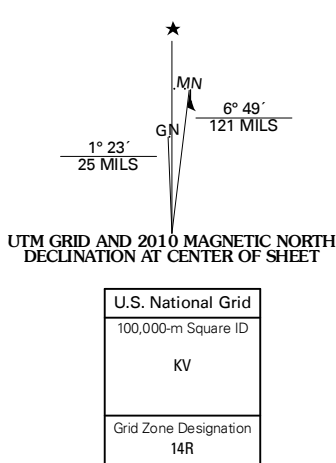 MN
GN
6° 49´
121 MILS
1° 23´
25 MILS
UTM GRID AND 2010 MAGNETIC NORTH
DECLINATION AT CENTER OF SHEET
U.S. National Grid
100,000-m Square ID
KV
Grid Zone Designation
14R